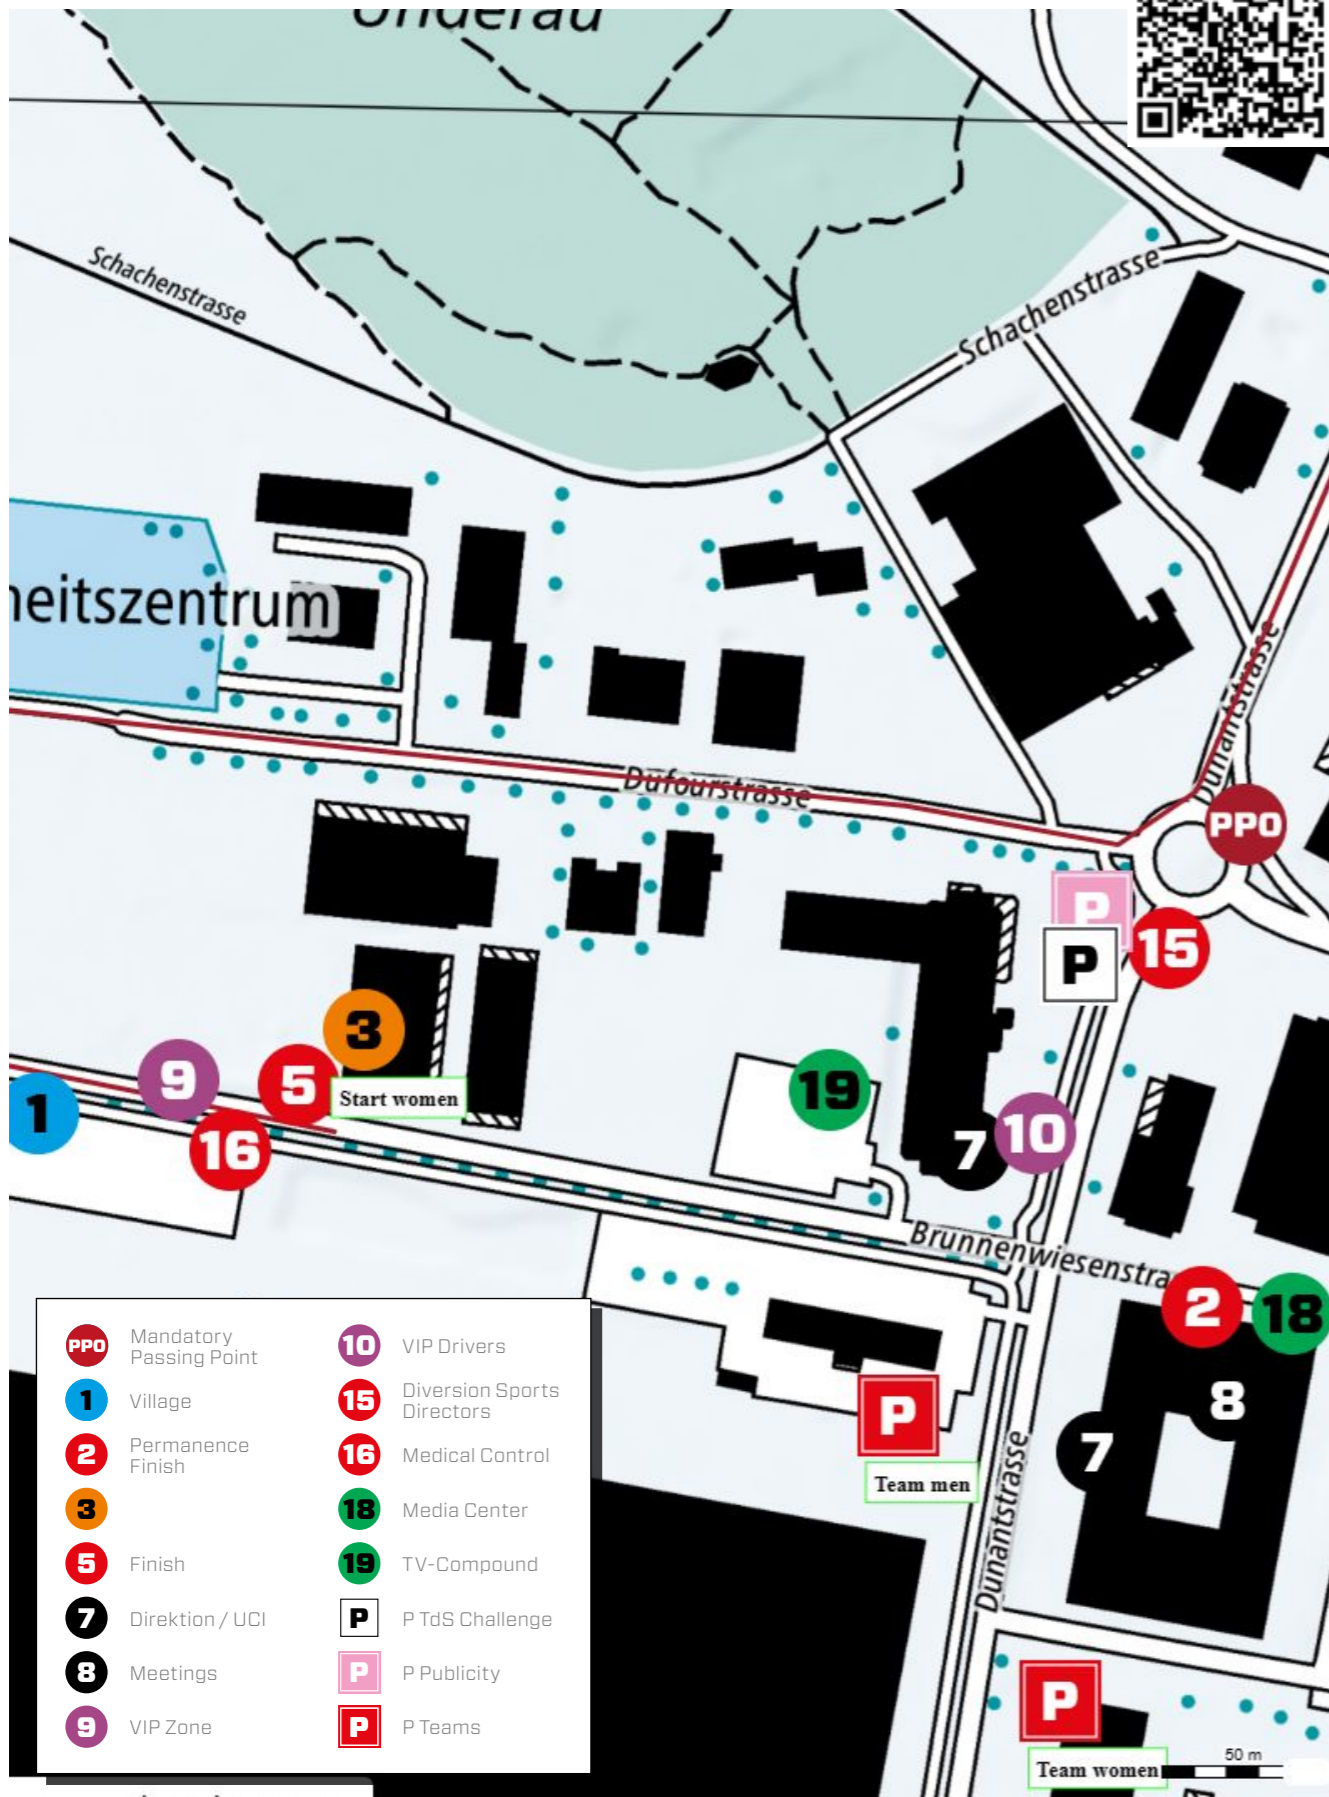 Schachenstrasse
Schachenstrasse
heitszentrum
Dunantstrasse
Dufourstrasse
PPO
P
15
P
3
9
5
Start women
19
1
16
7
10
Brunnenwiesenstra
2
18
8
P
7
Team men
Dunantstrasse
P
Team women
50 m
PPO Mandatory
Passing Point
1 Village
2 Permanence
Finish
3
5 Finish
7 Direktion / UCI
8 Meetings
9 VIP Zone
10 VIP Drivers
15 Diversion Sports
Directors
16 Medical Control
18 Media Center
19 TV-Compound
P P TdS Challenge
P P Publicity
P P Teams